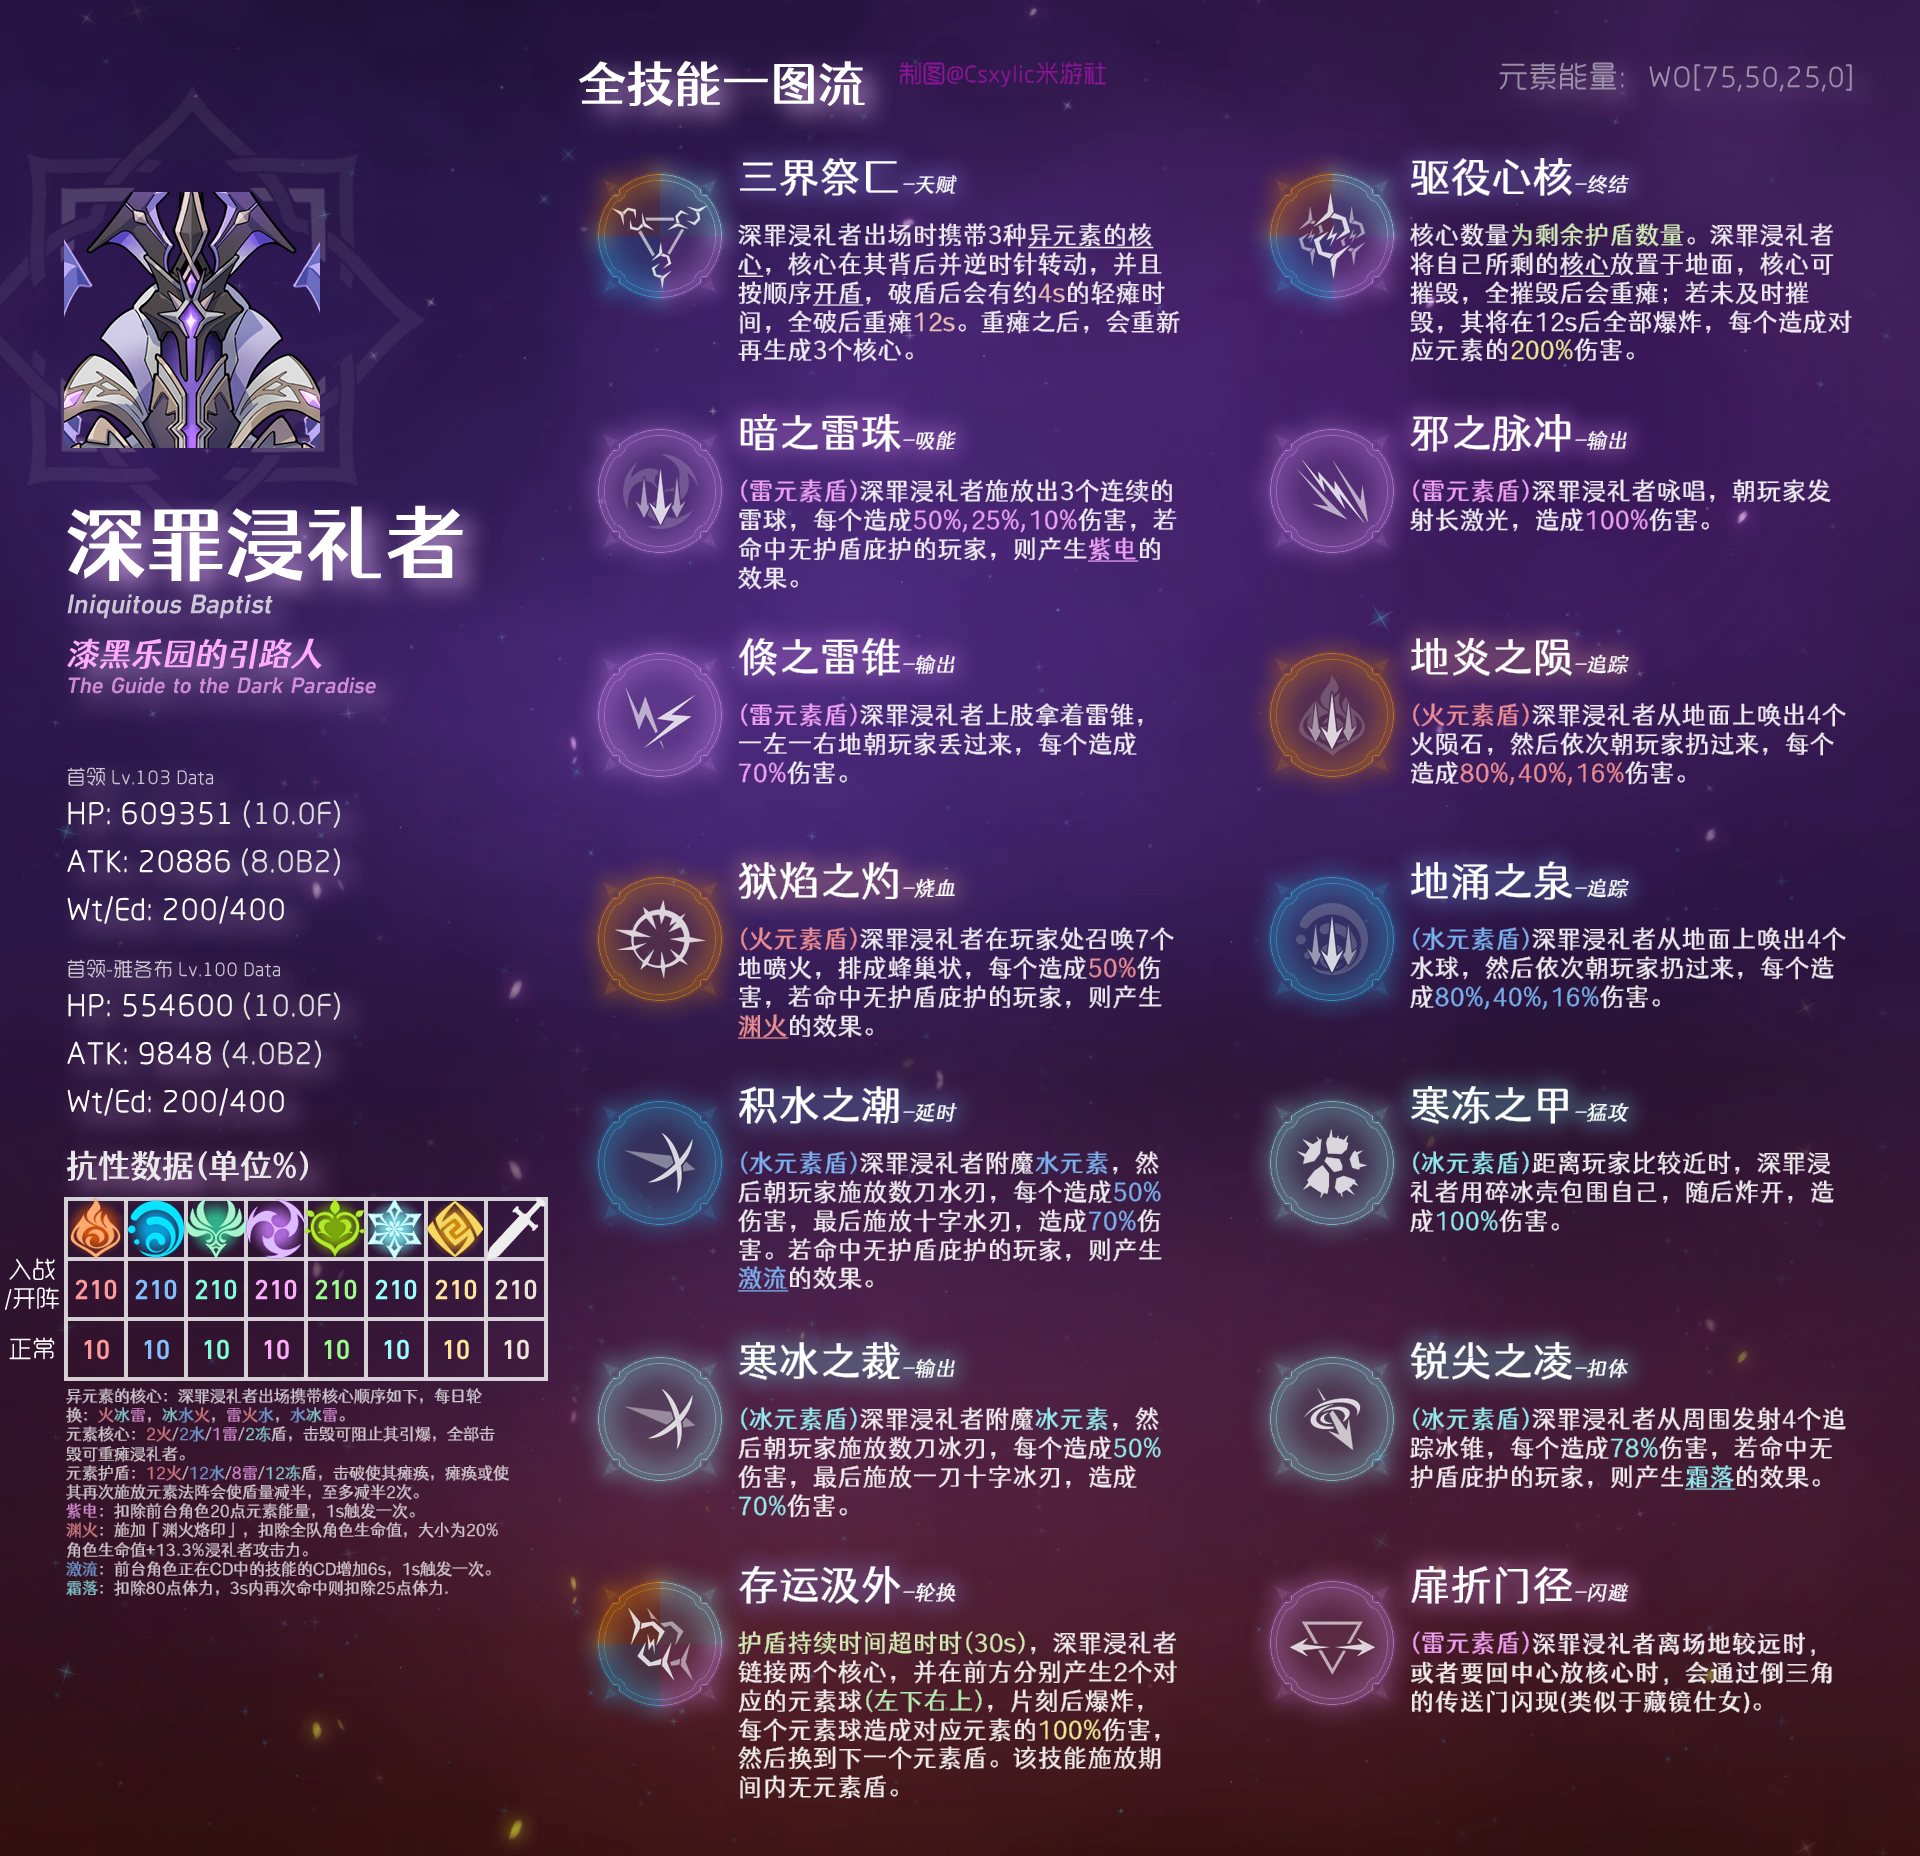 全技能一图流
制图@Csxylic米游社
元素能量：W0[75,50,25,0]
深罪浸礼者
Iniquitous Baptist
漆黑乐园的引路人
The Guide to the Dark Paradise
首领 Lv.103 Data
HP: 609351 (10.0F)
ATK: 20886 (8.0B2)
Wt/Ed: 200/400
首领-雅各布 Lv.100 Data
HP: 554600 (10.0F)
ATK: 9848 (4.0B2)
Wt/Ed: 200/400
抗性数据(单位%)
入战
/开阵
210 210 210 210 210 210 210 210
正常
10 10 10 10 10 10 10 10
异元素的核心：深罪浸礼者出场携带核心顺序如下，每日轮
换：火冰雷，冰水火，雷火水，水冰雷。
元素核心：2火/2水/1雷/2冻盾，击毁可阻止其引爆，全部击
毁可重瘫浸礼者。
元素护盾：12火/12水/8雷/12冻盾，击破使其瘫痪，瘫痪或使
其再次施放元素法阵会使盾量减半，至多减半2次。
紫电：扣除前台角色20点元素能量，1s触发一次。
渊火：施加「渊火烙印」，扣除全队角色生命值，大小为20%
角色生命值+13.3%浸礼者攻击力。
激流：前台角色正在CD中的技能的CD增加6s，1s触发一次。
霜落：扣除80点体力，3s内再次命中则扣除25点体力.
三界祭匚-天赋
深罪浸礼者出场时携带3种异元素的核
心，核心在其背后并逆时针转动，并且
按顺序开盾，破盾后会有约4s的轻瘫时
间，全破后重瘫12s。重瘫之后，会重新
再生成3个核心。
驱役心核-终结
核心数量为剩余护盾数量。深罪浸礼者
将自己所剩的核心放置于地面，核心可
摧毁，全摧毁后会重瘫；若未及时摧
毁，其将在12s后全部爆炸，每个造成对
应元素的200%伤害。
暗之雷珠-吸能
(雷元素盾)深罪浸礼者施放出3个连续的
雷球，每个造成50%,25%,10%伤害，若
命中无护盾庇护的玩家，则产生紫电的
效果。
邪之脉冲-输出
(雷元素盾)深罪浸礼者咏唱，朝玩家发
射长激光，造成100%伤害。
倏之雷锥-输出
(雷元素盾)深罪浸礼者上肢拿着雷锥，
一左一右地朝玩家丢过来，每个造成
70%伤害。
地炎之陨-追踪
(火元素盾)深罪浸礼者从地面上唤出4个
火陨石，然后依次朝玩家扔过来，每个
造成80%,40%,16%伤害。
狱焰之灼-烧血
(火元素盾)深罪浸礼者在玩家处召唤7个
地喷火，排成蜂巢状，每个造成50%伤
害，若命中无护盾庇护的玩家，则产生
渊火的效果。
地涌之泉-追踪
(水元素盾)深罪浸礼者从地面上唤出4个
水球，然后依次朝玩家扔过来，每个造
成80%,40%,16%伤害。
积水之潮-延时
(水元素盾)深罪浸礼者附魔水元素，然
后朝玩家施放数刀水刃，每个造成50%
伤害，最后施放十字水刃，造成70%伤
害。若命中无护盾庇护的玩家，则产生
激流的效果。
寒冻之甲-猛攻
(冰元素盾)距离玩家比较近时，深罪浸
礼者用碎冰壳包围自己，随后炸开，造
成100%伤害。
寒冰之裁-输出
(冰元素盾)深罪浸礼者附魔冰元素，然
后朝玩家施放数刀冰刃，每个造成50%
伤害，最后施放一刀十字冰刃，造成
70%伤害。
锐尖之凌-扣体
(冰元素盾)深罪浸礼者从周围发射4个追
踪冰锥，每个造成78%伤害，若命中无
护盾庇护的玩家，则产生霜落的效果。
存运汲外-轮换
护盾持续时间超时时(30s)，深罪浸礼者
链接两个核心，并在前方分别产生2个对
应的元素球(左下右上)，片刻后爆炸，
每个元素球造成对应元素的100%伤害，
然后换到下一个元素盾。该技能施放期
间内无元素盾。
扉折门径-闪避
(雷元素盾)深罪浸礼者离场地较远时，
或者要回中心放核心时，会通过倒三角
的传送门闪现(类似于藏镜仕女)。